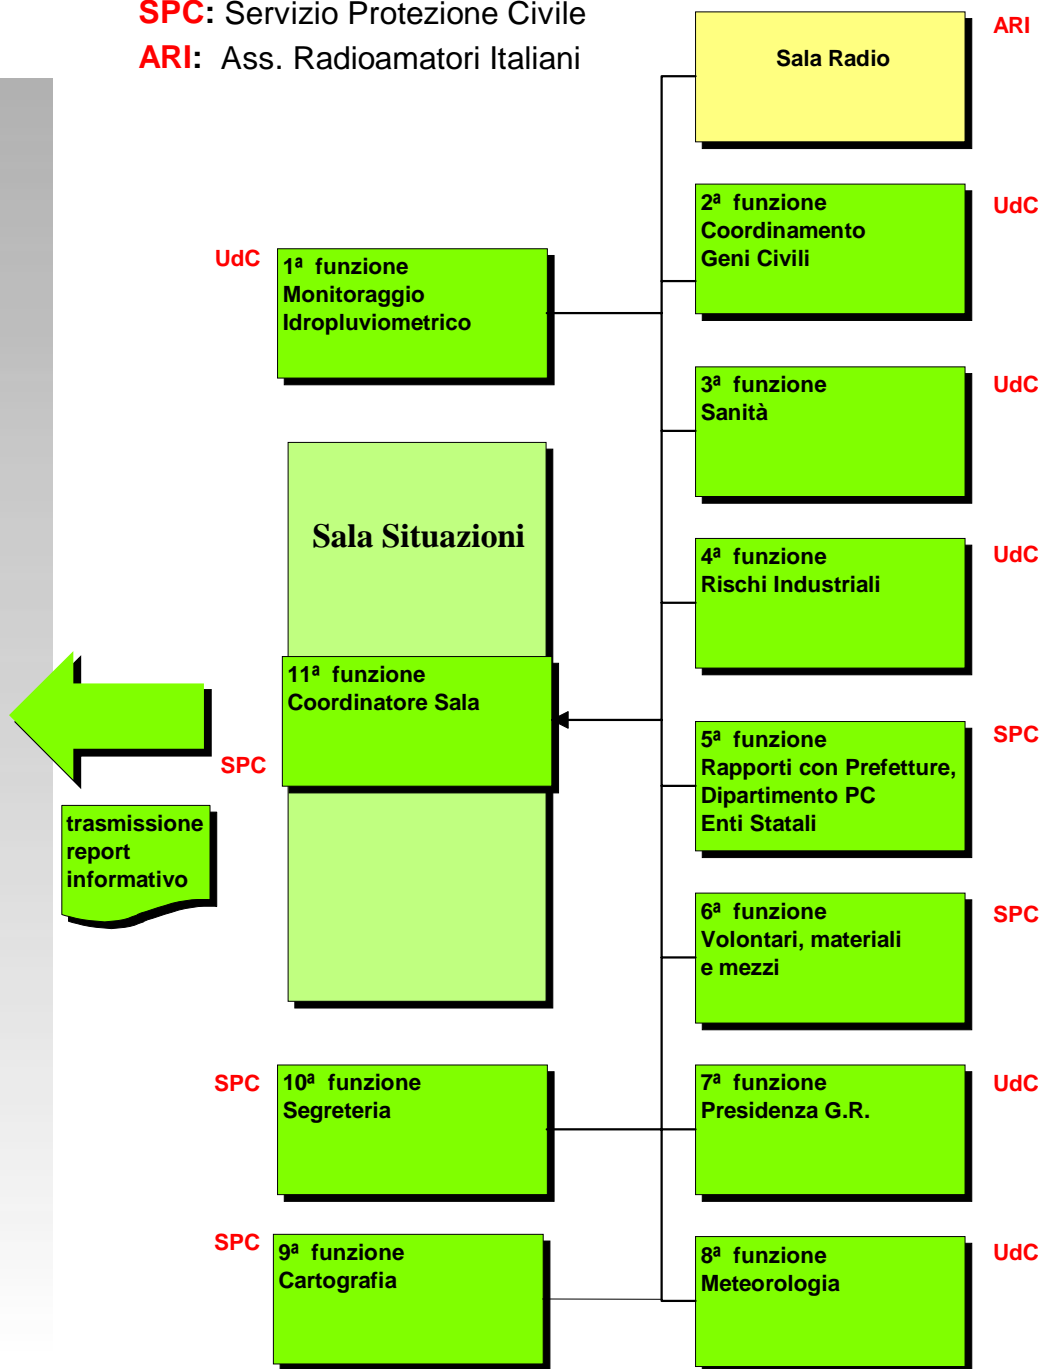 SPC: Servizio Protezione Civile
ARI: Ass. Radioamatori Italiani
ARI
Sala Radio
UdC
2ª funzione
Coordinamento
Geni Civili
UdC
1ª funzione
Monitoraggio
Idropluviometrico
UdC
3ª funzione
Sanità
Sala Situazioni
UdC
4ª funzione
Rischi Industriali
11ª funzione
Coordinatore Sala
SPC
SPC
5ª funzione
Rapporti con Prefetture,
Dipartimento PC
Enti Statali
trasmissione
report
informativo
SPC
6ª funzione
Volontari, materiali
e mezzi
SPC
10ª funzione
Segreteria
UdC
7ª funzione
Presidenza G.R.
SPC
9ª funzione
Cartografia
UdC
8ª funzione
Meteorologia